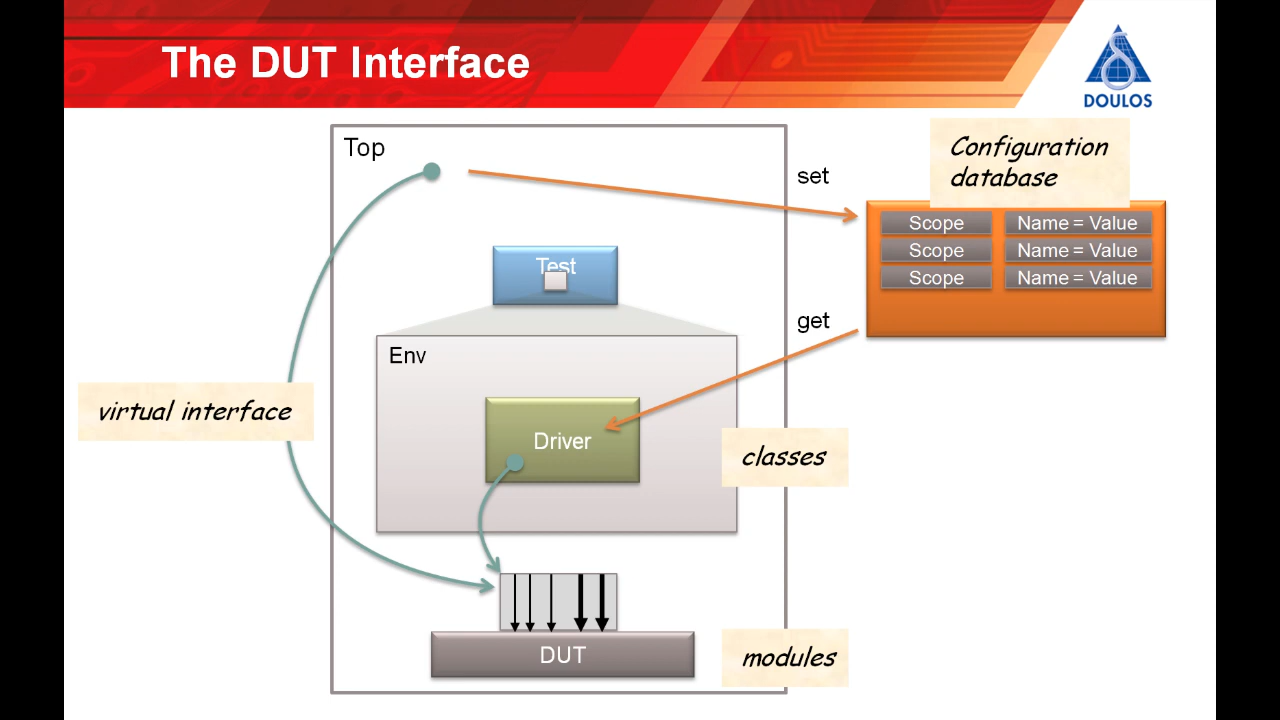 The DUT Interface
DOULOS
Top
set
Configuration
database
Scope
Name = Value
Scope
Name = Value
Scope
Name = Value
Test
get
Env
virtual interface
Driver
classes
DUT
modules